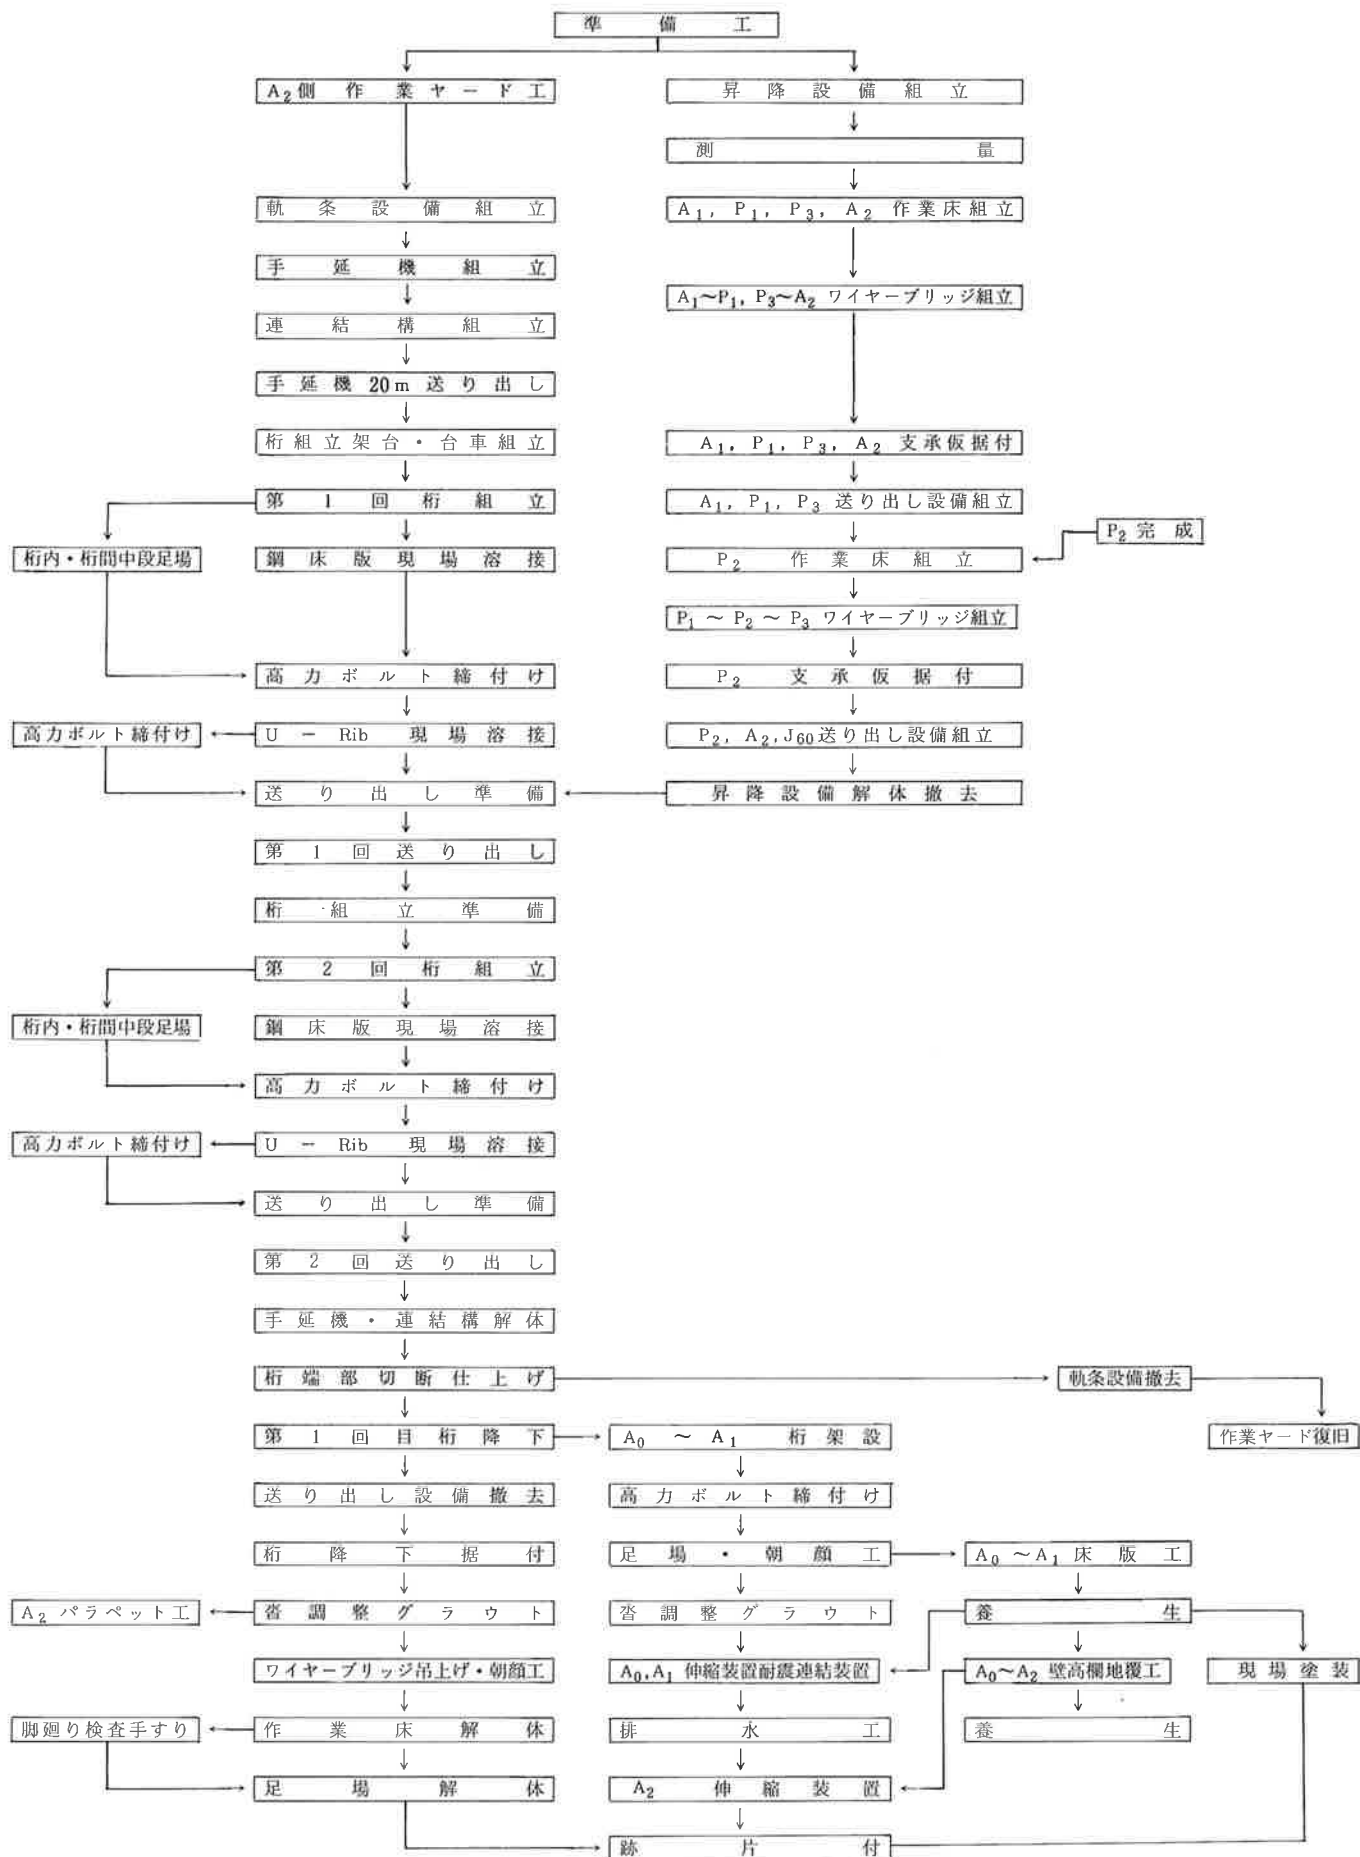 準備工
A₂側作業ヤード工
昇降設備組立
測量
軌条設備組立
A₁, P₁, P₃, A₂ 作業床組立
手延機組立
A₁～P₁, P₃～A₂ ワイヤーブリッジ組立
連結構組立
手延機20m送り出し
桁組立架台・台車組立
A₁, P₁, P₃, A₂ 支承仮据付
第1回桁組立
A₁, P₁, P₃ 送り出し設備組立
P₂ 完成
桁内・桁間中段足場
鋼床版現場溶接
P₂ 作業床組立
P₁～P₂～P₃ ワイヤーブリッジ組立
高力ボルト締付け
P₂ 支承仮据付
高力ボルト締付け
U－Rib 現場溶接
P₂, A₂, J₆₀送り出し設備組立
送り出し準備
昇降設備解体撤去
第1回送り出し
桁組立準備
第2回桁組立
桁内・桁間中段足場
鋼床版現場溶接
高力ボルト締付け
高力ボルト締付け
U－Rib 現場溶接
送り出し準備
第2回送り出し
手延機・連結構解体
桁端部切断仕上げ
軌条設備撤去
第1回目桁降下
A₀～A₁ 桁架設
作業ヤード復旧
送り出し設備撤去
高力ボルト締付け
桁降下据付
足場・朝顔工
A₀～A₁床版工
A₂ パラペット工
沓調整グラウト
沓調整グラウト
養生
ワイヤーブリッジ吊上げ・朝顔工
A₀,A₁ 伸縮装置耐震連結装置
A₀～A₂ 壁高欄地覆工
現場塗装
脚廻り検査手すり
作業床解体
排水工
養生
足場解体
A₂ 伸縮装置
跡片付